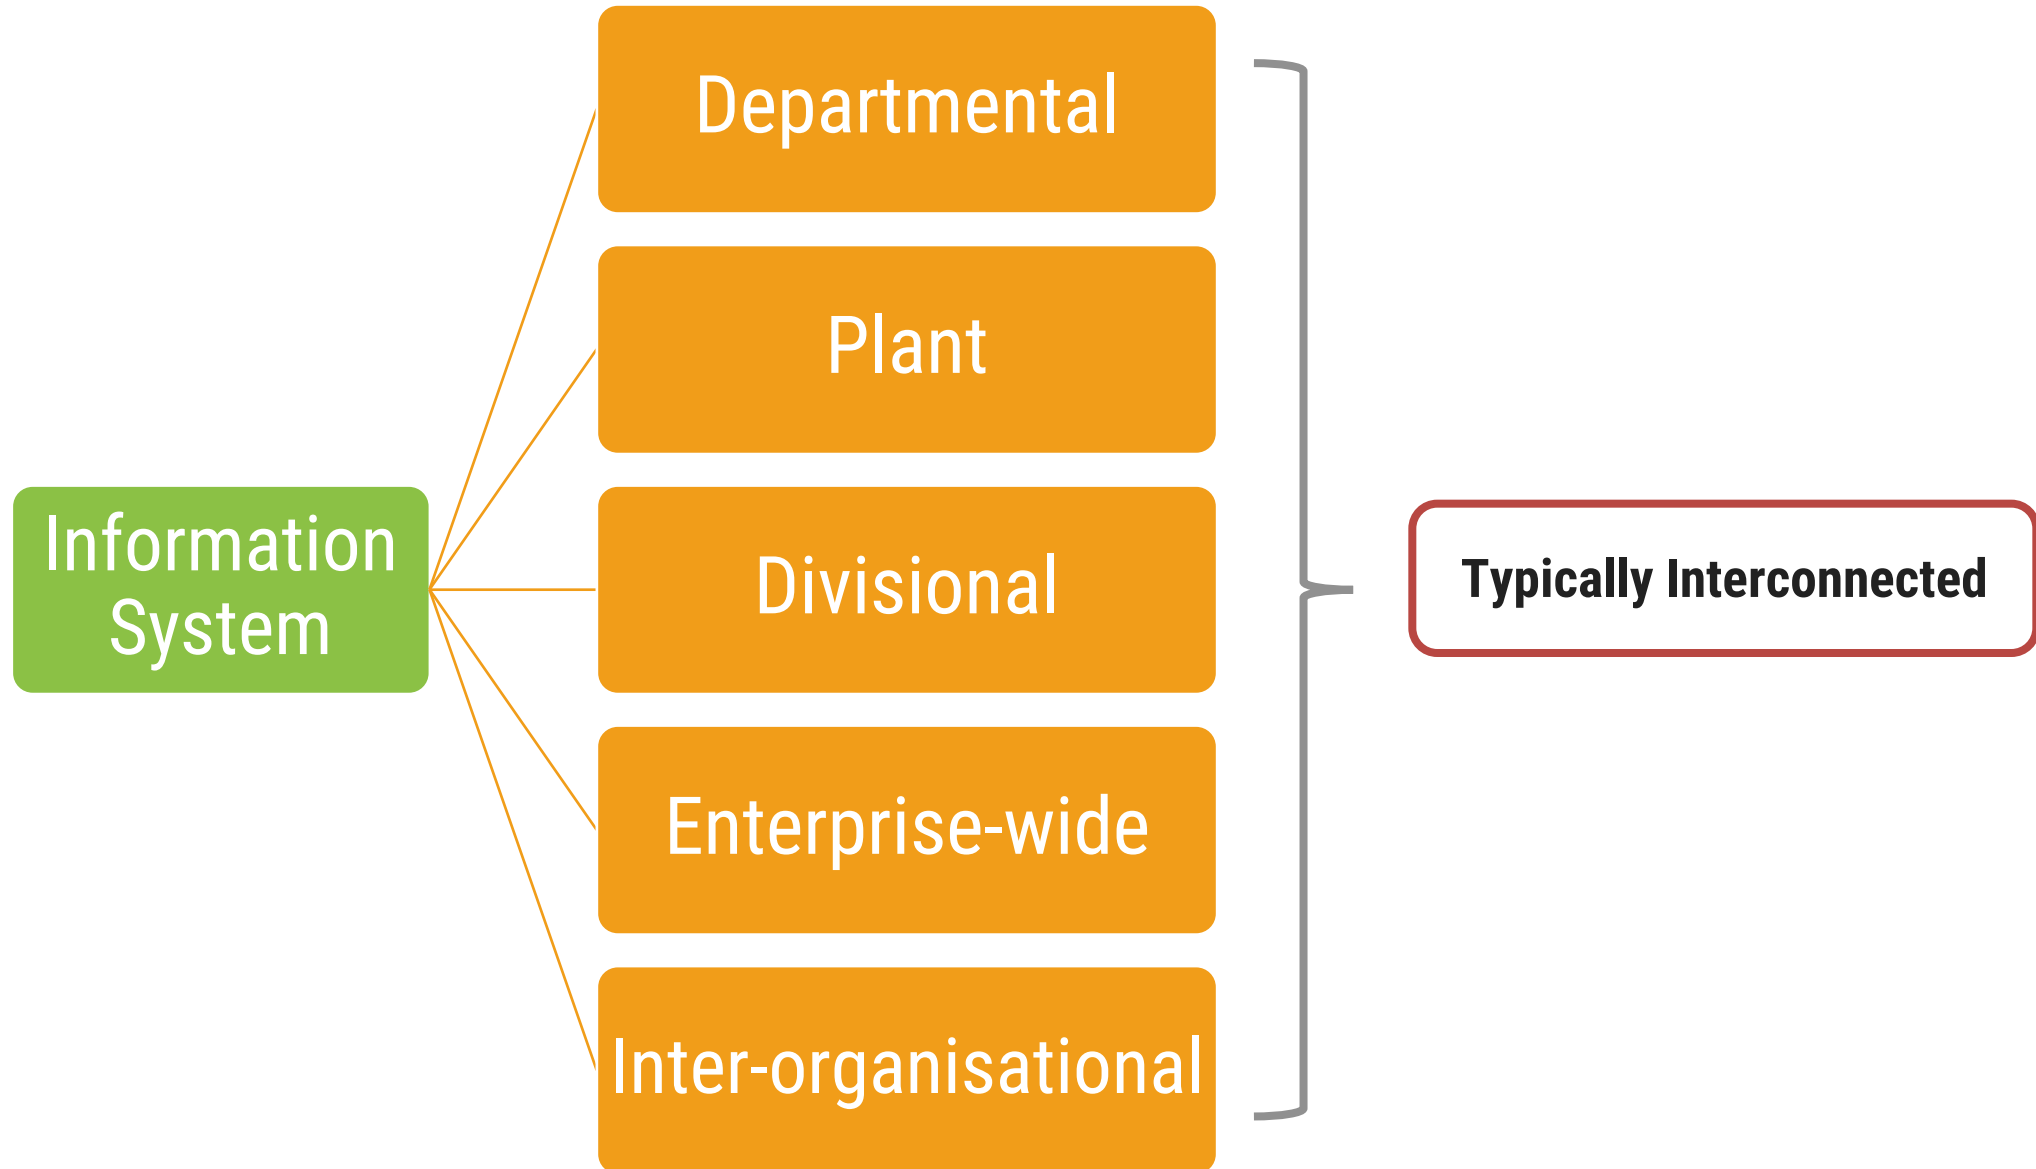 Departmental
Plant
Information
System
Divisional
Typically Interconnected
Enterprise-wide
Inter-organisational